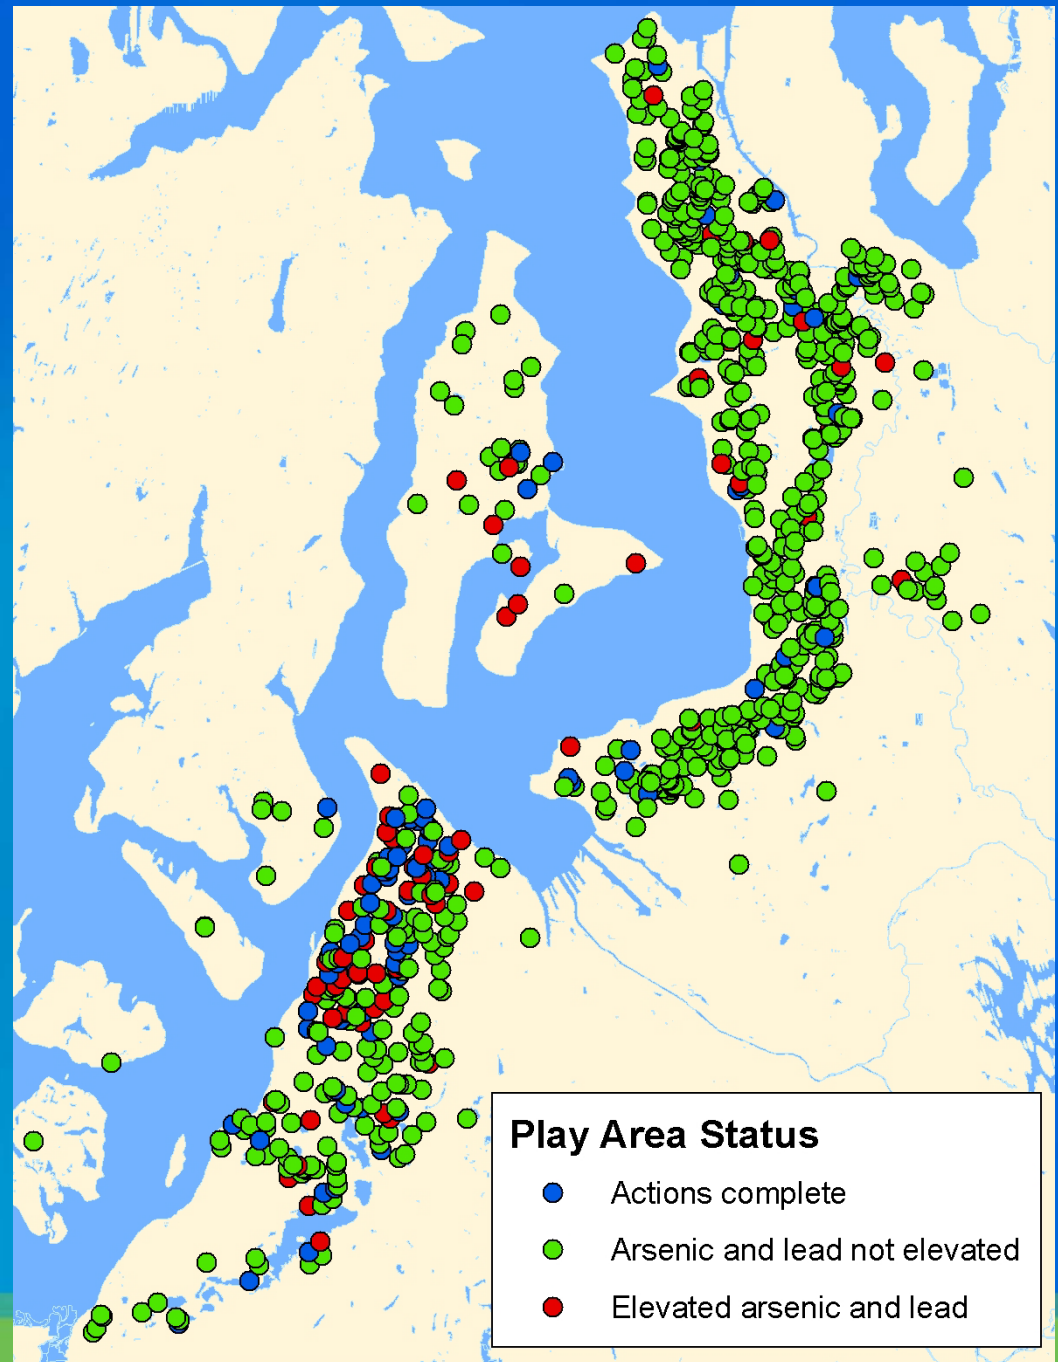 Play Area Status
Actions complete
Arsenic and lead not elevated
Elevated arsenic and lead